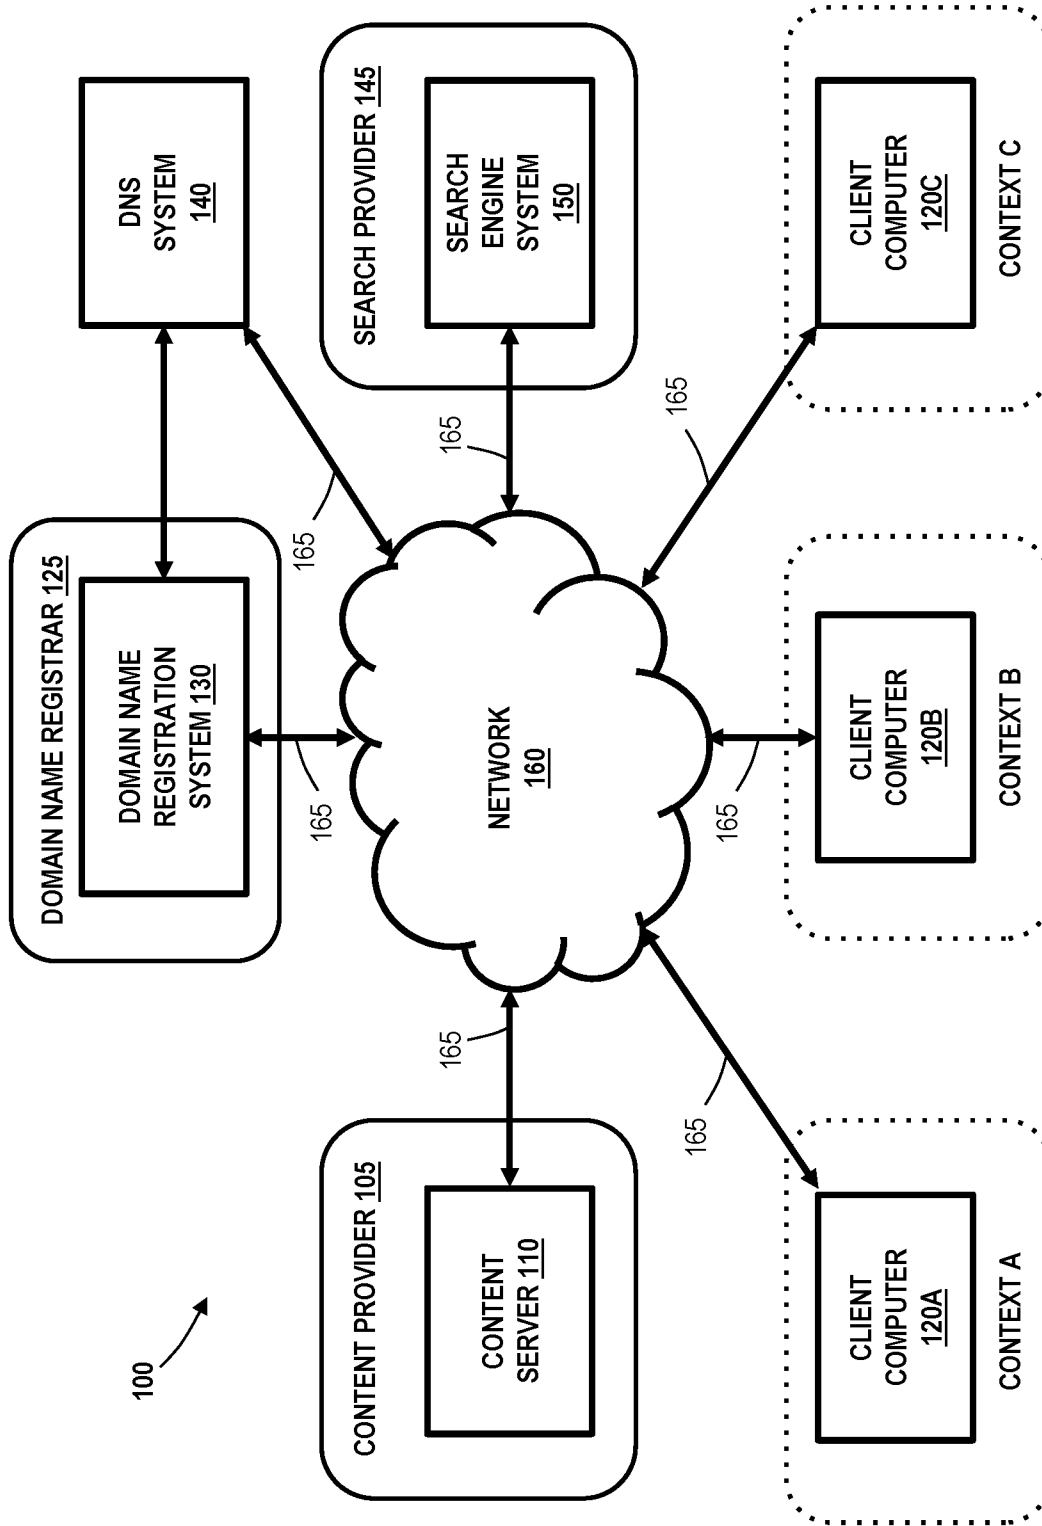 100
DOMAIN NAME REGISTRAR 125
DOMAIN NAME
REGISTRATION
SYSTEM 130
DNS
SYSTEM
140
165
165
CONTENT PROVIDER 105
CONTENT
SERVER 110
165
NETWORK
160
165
SEARCH PROVIDER 145
SEARCH
ENGINE
SYSTEM
150
165
165
165
CLIENT
COMPUTER
120A
CONTEXT A
CLIENT
COMPUTER
120B
CONTEXT B
CLIENT
COMPUTER
120C
CONTEXT C